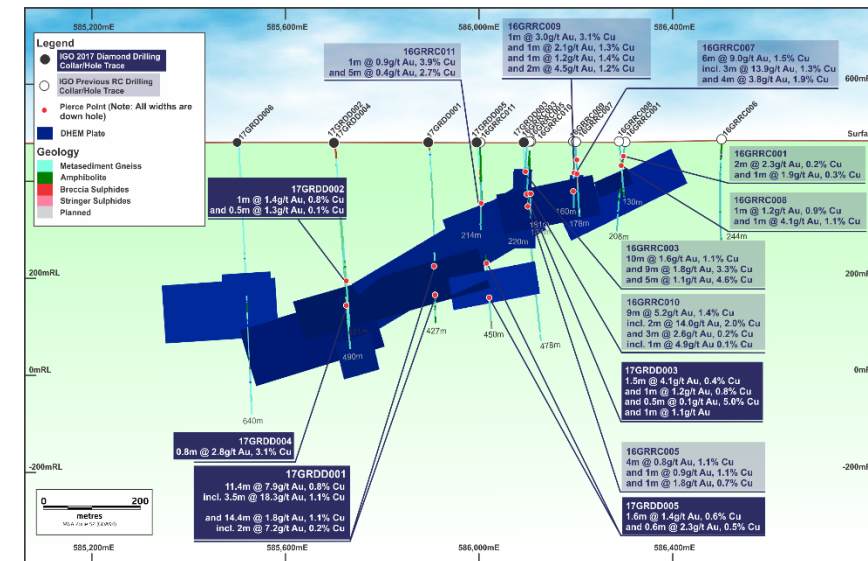 585,200mE 585,600mE 586,000mE 586,400mE
Legend
IGO 2017 Diamond Drilling
Collar/Hole Trace
IGO Previous RC Drilling
Collar/Hole Trace
Pierce Point (Note: All widths are
down hole)
DHEM Plate
Geology
Metasediment Gneiss
Amphibolite
Breccia Sulphides
Stringer Sulphides
Planned
16GRRC011
1m @ 0.9g/t Au, 3.9% Cu
and 5m @ 0.4g/t Au, 2.7% Cu
16GRRC009
1m @ 3.0g/t Au, 3.1% Cu
and 1m @ 2.1g/t Au, 1.3% Cu
and 1m @ 1.2g/t Au, 1.4% Cu
and 2m @ 4.5g/t Au, 1.2% Cu
16GRRC007
6m @ 9.0g/t Au, 1.5% Cu
incl. 3m @ 13.9g/t Au, 1.3% Cu
and 4m @ 3.8g/t Au, 1.9% Cu
600mRL
600m
17GRDD006
17GRDD002
17GRDD004
17GRDD001
17GRDD005
16GRRC011
17GRDD003
16GRRC003
16GRRC005
16GRRC010
16GRRC009
16GRRC007
16GRRC008
16GRRC001
16GRRC006
Surfa
16GRRC001
2m @ 2.3g/t Au, 0.2% Cu
and 1m @ 1.9g/t Au, 0.3% Cu
17GRDD002
1m @ 1.4g/t Au, 0.8% Cu
and 0.5m @ 1.3g/t Au, 0.1% Cu
16GRRC008
1m @ 1.2g/t Au, 0.9% Cu
and 1m @ 4.1g/t Au, 1.1% Cu
214m
220m
160m
178m
130m
208m
244m
16GRRC003
10m @ 1.6g/t Au, 1.1% Cu
and 9m @ 1.8g/t Au, 3.3% Cu
and 5m @ 1.1g/t Au, 4.6% Cu
200mRL
200m
16GRRC010
9m @ 5.2g/t Au, 1.4% Cu
incl. 2m @ 14.0g/t Au, 2.0% Cu
and 3m @ 2.6g/t Au, 0.2% Cu
incl. 1m @ 4.9g/t Au 0.1% Cu
490m
427m
450m
478m
0mRL
0mR
640m
17GRDD003
1.5m @ 4.1g/t Au, 0.4% Cu
and 1m @ 1.2g/t Au, 0.8% Cu
and 0.5m @ 0.1g/t Au, 5.0% Cu
and 1m @ 1.1g/t Au
17GRDD004
0.8m @ 2.8g/t Au, 3.1% Cu
16GRRC005
4m @ 0.8g/t Au, 1.1% Cu
and 1m @ 0.9g/t Au, 1.1% Cu
and 1m @ 1.8g/t Au, 0.7% Cu
17GRDD001
11.4m @ 7.9g/t Au, 0.8% Cu
incl. 3.5m @ 18.3g/t Au, 1.1% Cu
and 14.4m @ 1.8g/t Au, 1.1% Cu
incl. 2m @ 7.2g/t Au, 0.2% Cu
-200mRL
-200m
17GRDD005
1.6m @ 1.4g/t Au, 0.6% Cu
and 0.6m @ 2.3g/t Au, 0.5% Cu
0 200
metres
585,200mE 585,600mE 586,000mE 586,400mE